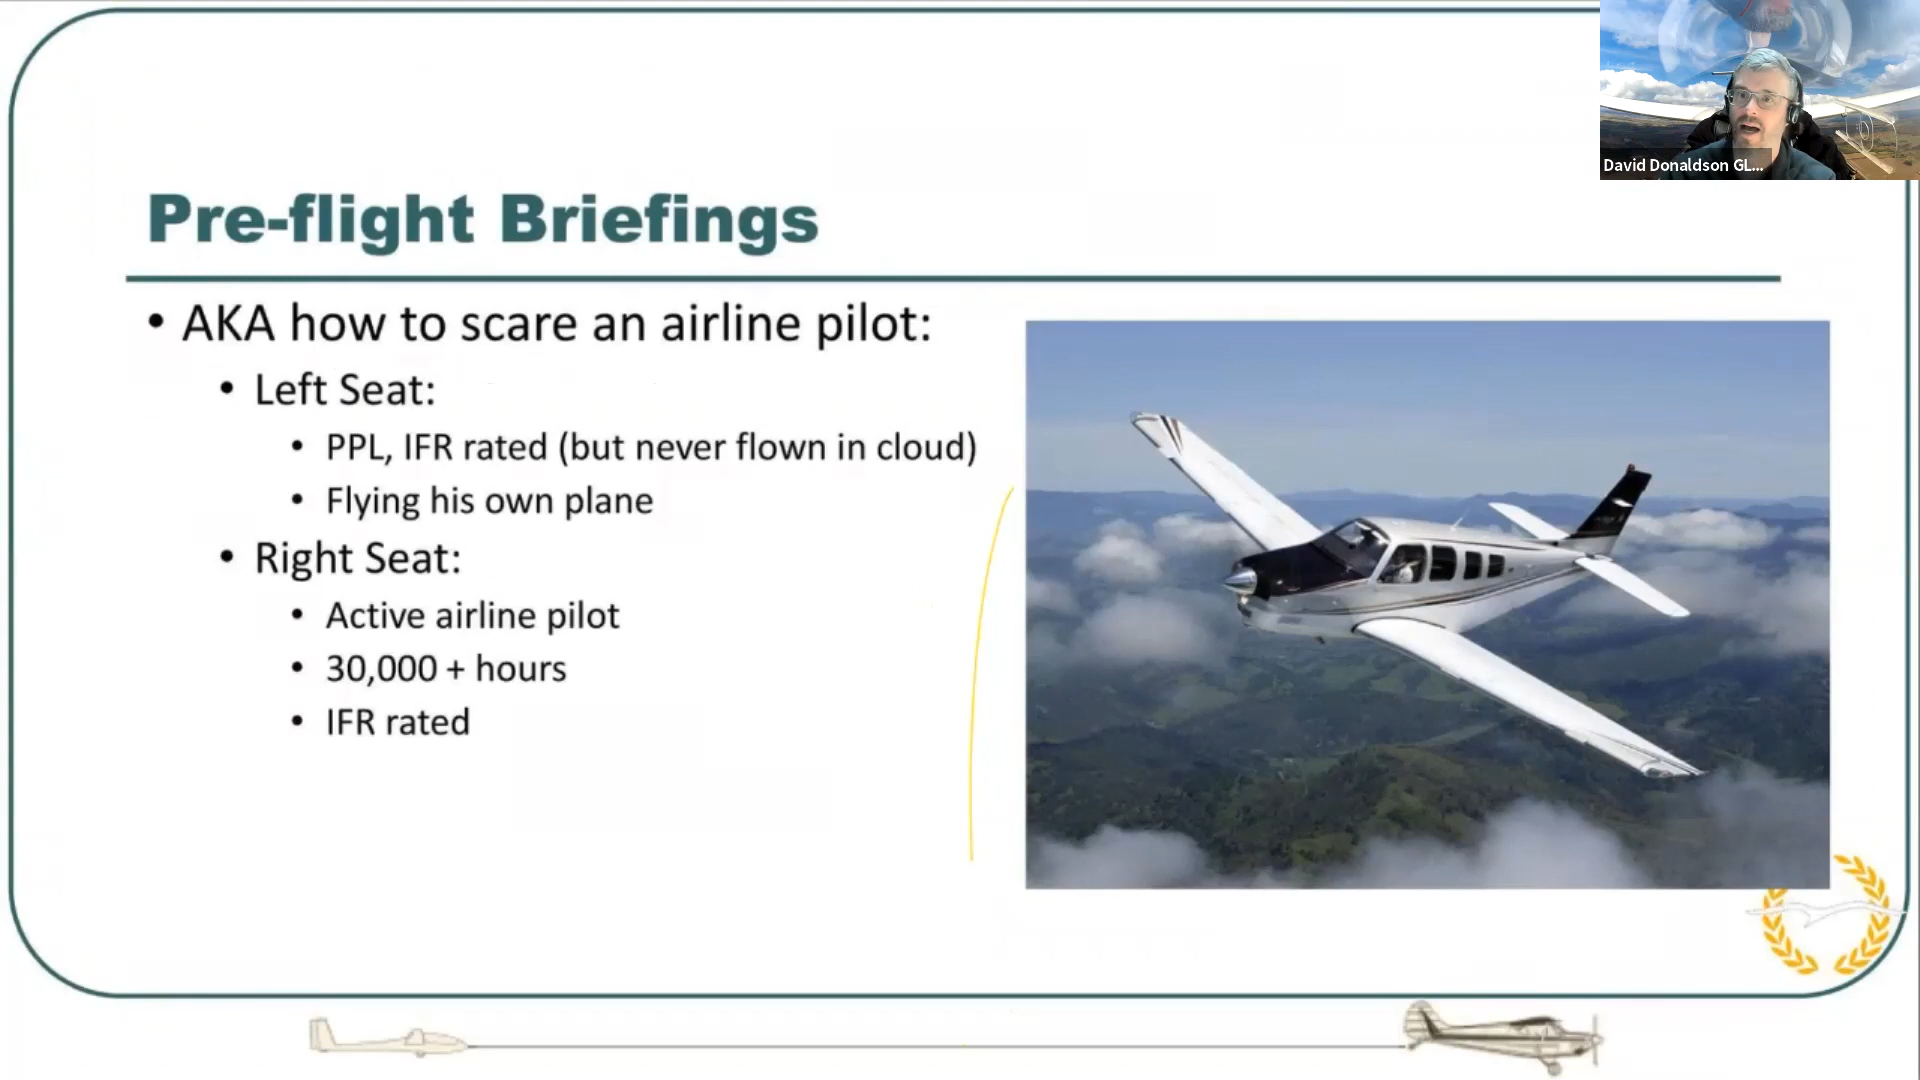 David Donaldson GL...
Pre-flight Briefings
• AKA how to scare an airline pilot:
• Left Seat:
• PPL, IFR rated (but never flown in cloud)
• Flying his own plane
• Right Seat:
• Active airline pilot
• 30,000 + hours
• IFR rated